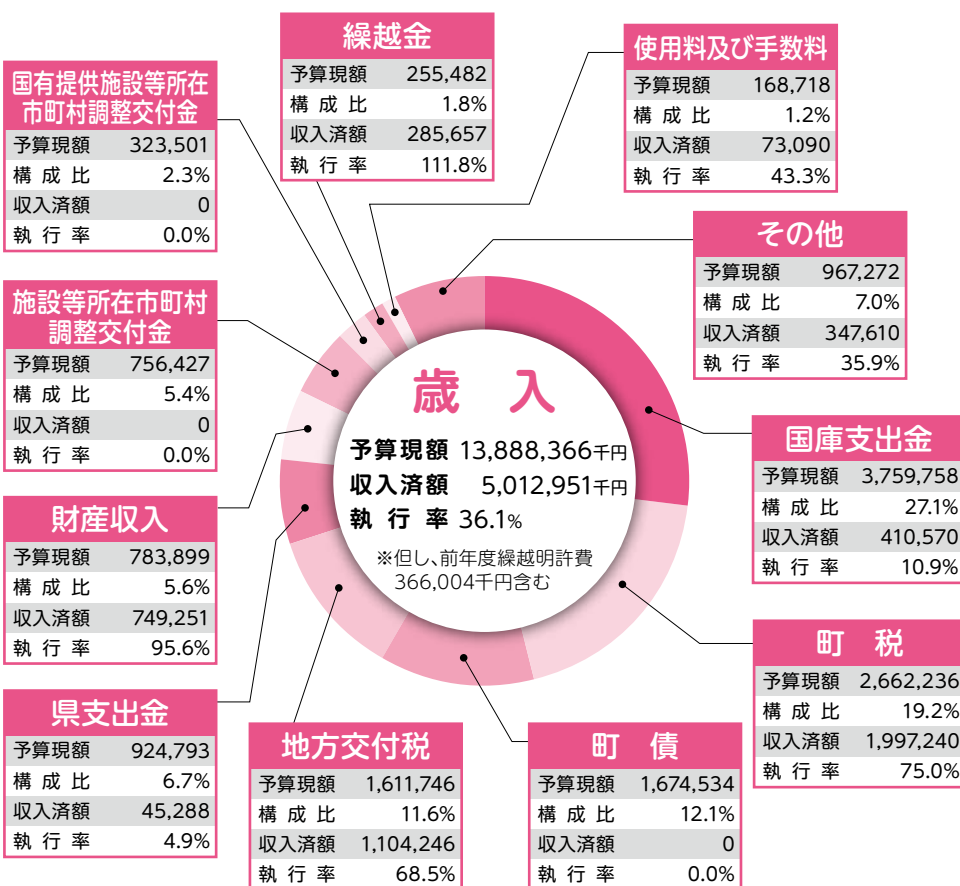 繰越金
予算現額 255,482
構成比 1.8%
収入済額 285,657
執行率 111.8%
使用料及び手数料
予算現額 168,718
構成比 1.2%
収入済額 73,090
執行率 43.3%
国有提供施設等所在
市町村調整交付金
予算現額 323,501
構成比 2.3%
収入済額 0
執行率 0.0%
その他
予算現額 967,272
構成比 7.0%
収入済額 347,610
執行率 35.9%
施設等所在市町村
調整交付金
予算現額 756,427
構成比 5.4%
収入済額 0
執行率 0.0%
歳入
予算現額 13,888,366千円
収入済額 5,012,951千円
執行率 36.1%
※但し、前年度繰越明許費
366,004千円含む
国庫支出金
予算現額 3,759,758
構成比 27.1%
収入済額 410,570
執行率 10.9%
財産収入
予算現額 783,899
構成比 5.6%
収入済額 749,251
執行率 95.6%
町税
予算現額 2,662,236
構成比 19.2%
収入済額 1,997,240
執行率 75.0%
県支出金
予算現額 924,793
構成比 6.7%
収入済額 45,288
執行率 4.9%
地方交付税
予算現額 1,611,746
構成比 11.6%
収入済額 1,104,246
執行率 68.5%
町債
予算現額 1,674,534
構成比 12.1%
収入済額 0
執行率 0.0%